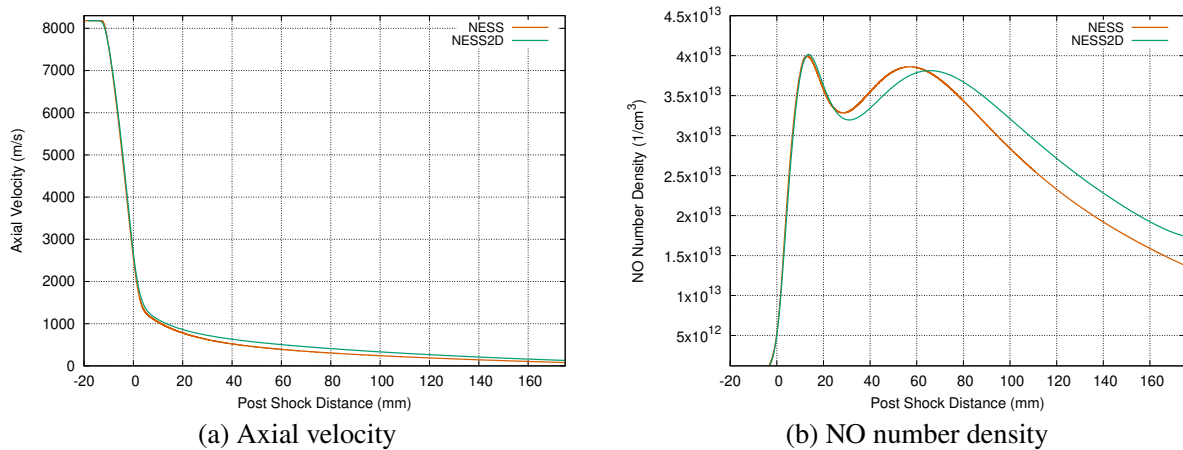 8000
7000
6000
5000
4000
3000
2000
1000
0
Axial Velocity (m/s)
NESS
NESS2D
-20 0 20 40 60 80 100 120 140 160
Post Shock Distance (mm)
(a) Axial velocity
4.5x10^13
4x10^13
3.5x10^13
3x10^13
2.5x10^13
2x10^13
1.5x10^13
1x10^13
5x10^12
NO Number Density (1/cm^3)
NESS
NESS2D
-20 0 20 40 60 80 100 120 140 160
Post Shock Distance (mm)
(b) NO number density